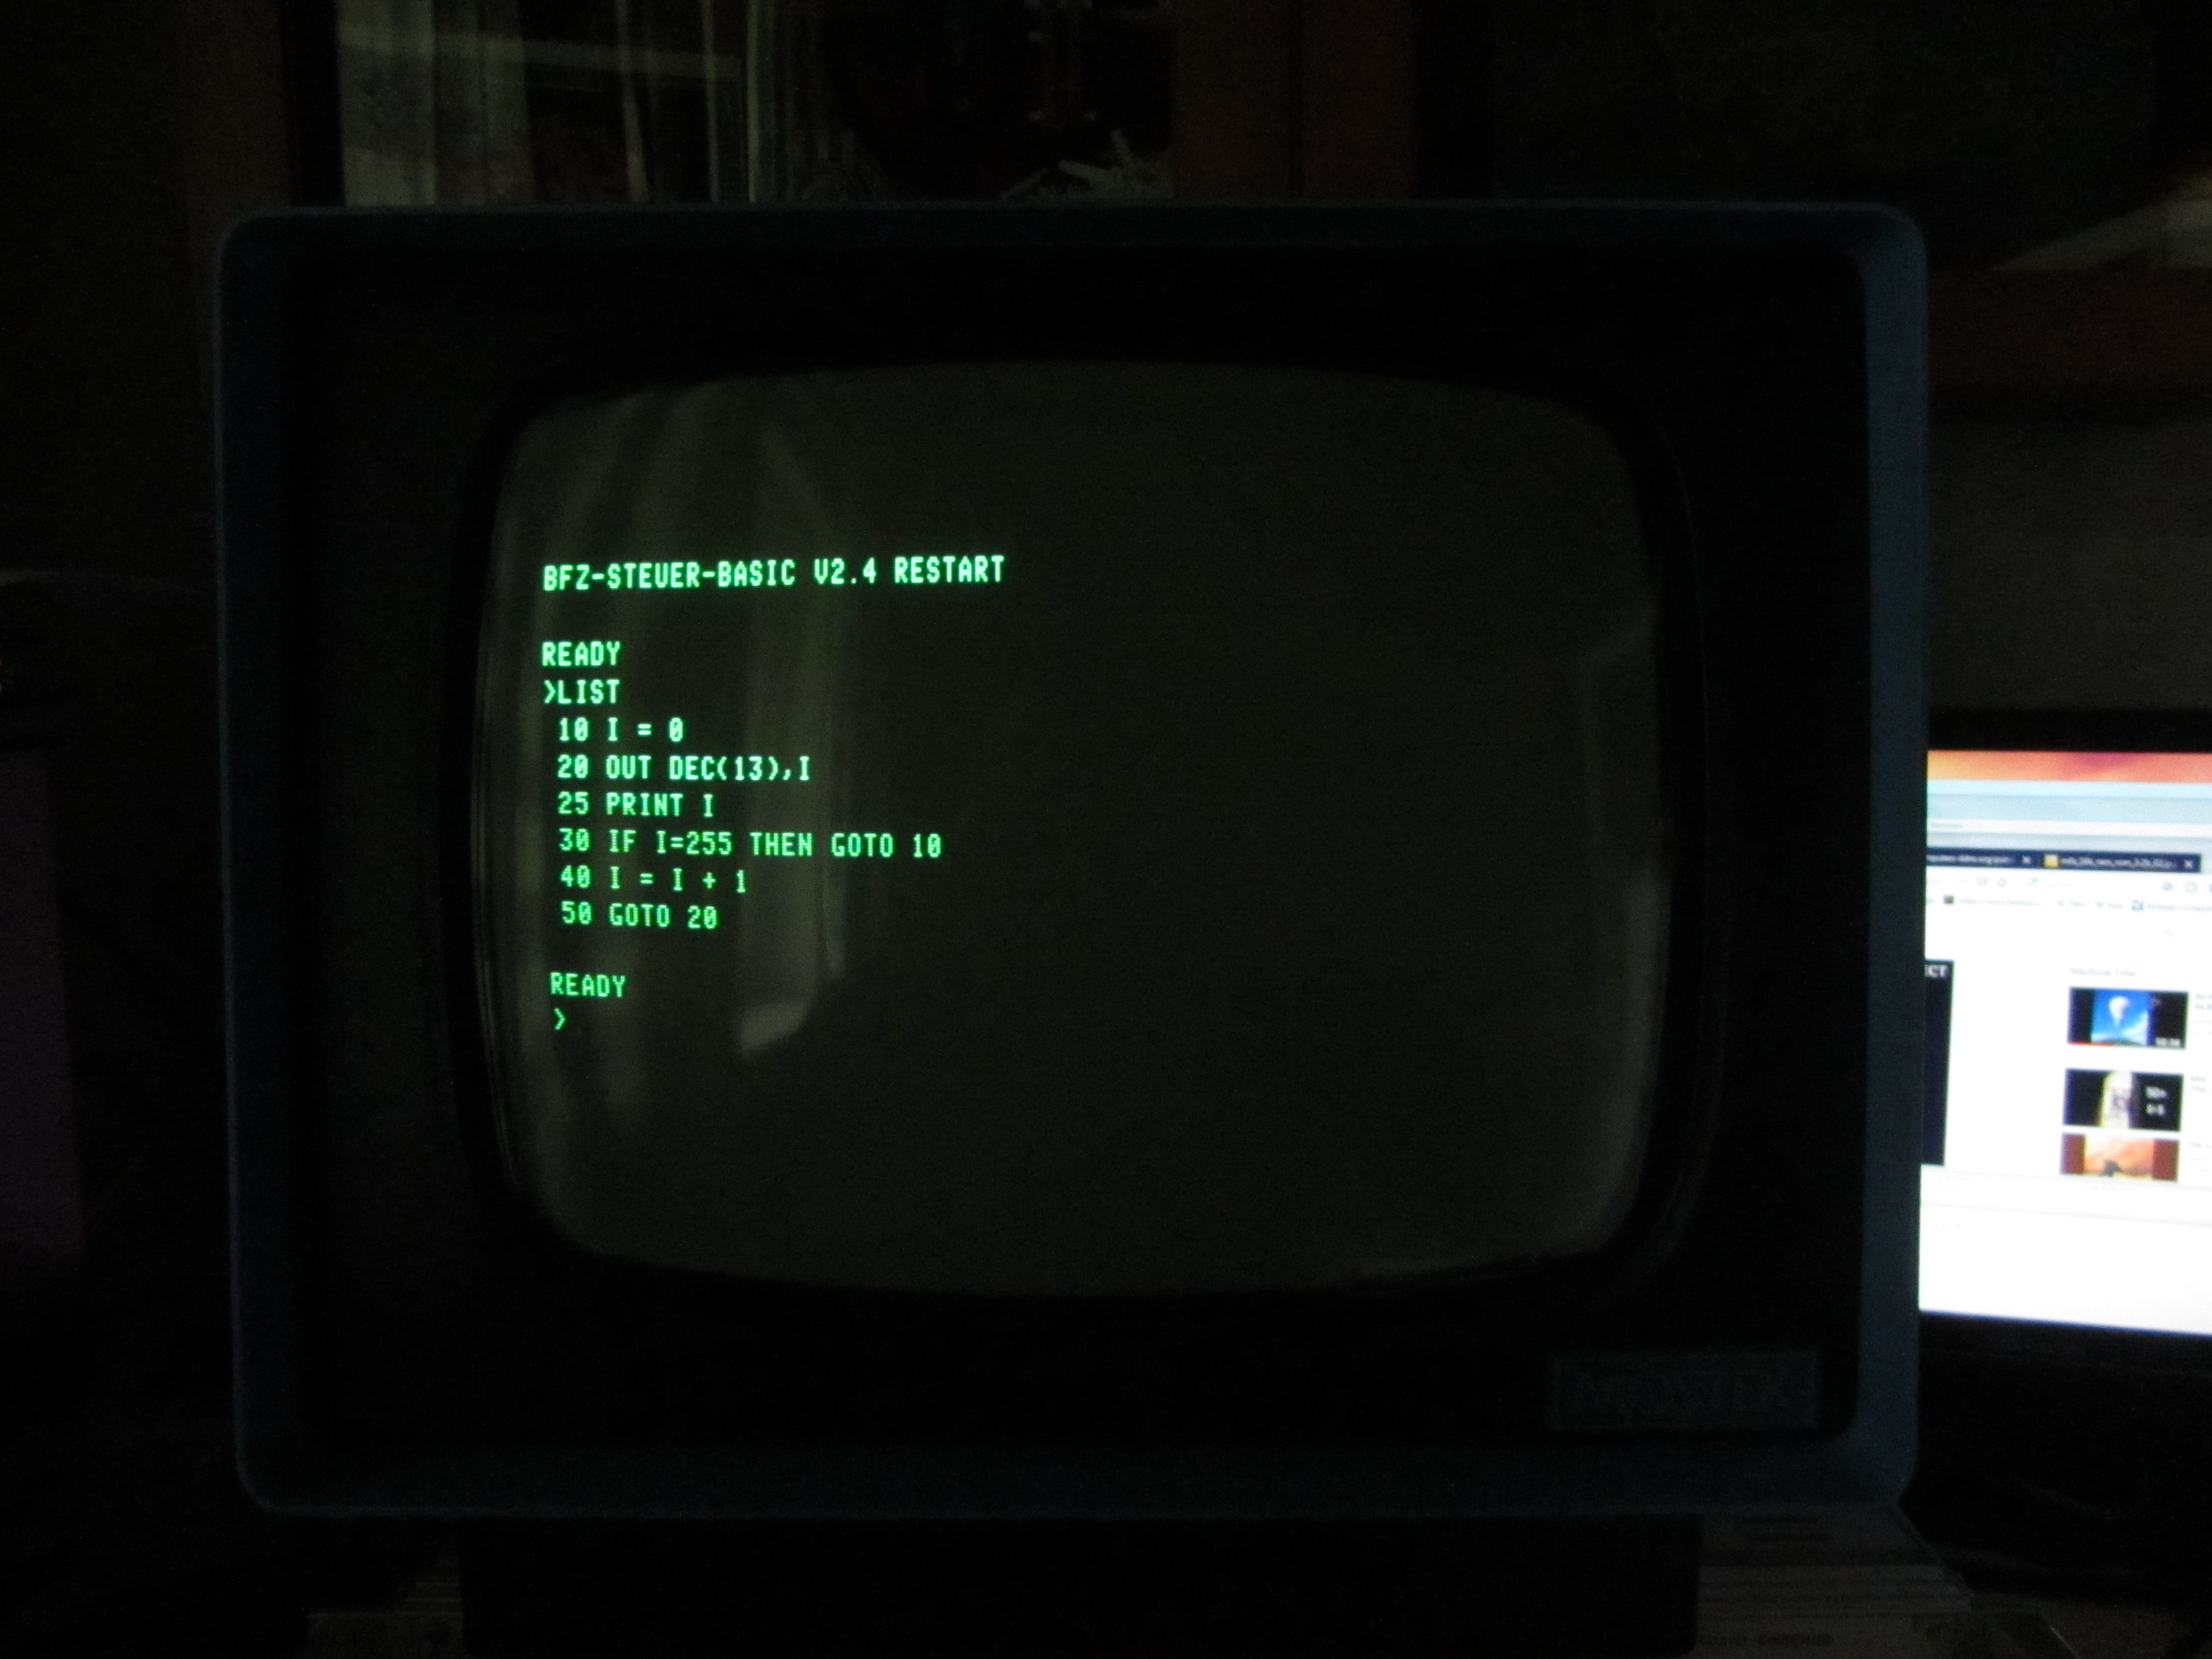 BFZ-STEUER-BASIC V2.4 RESTART
READY
>LIST
10 I = 0
20 OUT DEC(13),I
25 PRINT I
30 IF I=255 THEN GOTO 10
40 I = I + 1
50 GOTO 20
READY
>